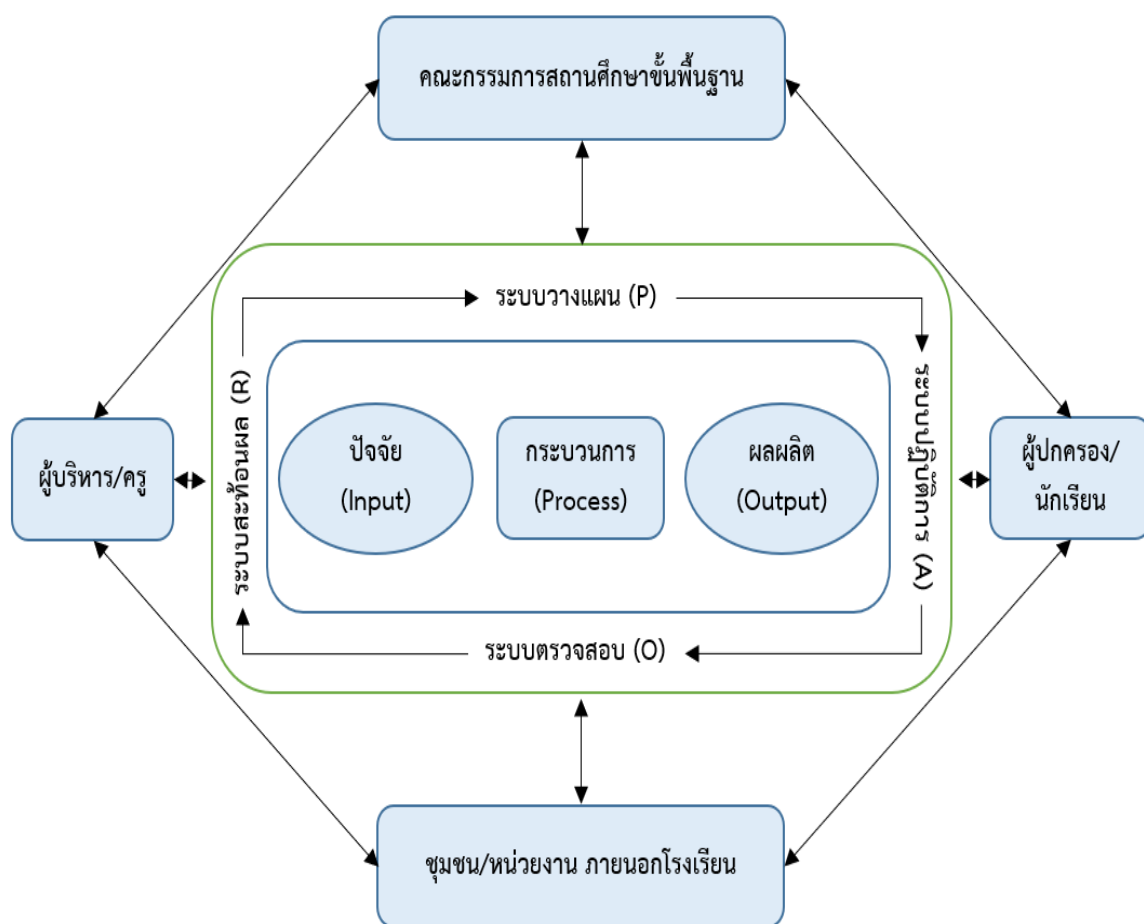 คณะกรรมการสถานศึกษาขั้นพื้นฐาน
ระบบวางแผน (P)
ระบบสะท้อนผล (R)
ระบบปฏิบัติการ (A)
ผู้บริหาร/ครู
ปัจจัย
(Input)
กระบวนการ
(Process)
ผลผลิต
(Output)
ผู้ปกครอง/
นักเรียน
ระบบตรวจสอบ (O)
ชุมชน/หน่วยงาน ภายนอกโรงเรียน